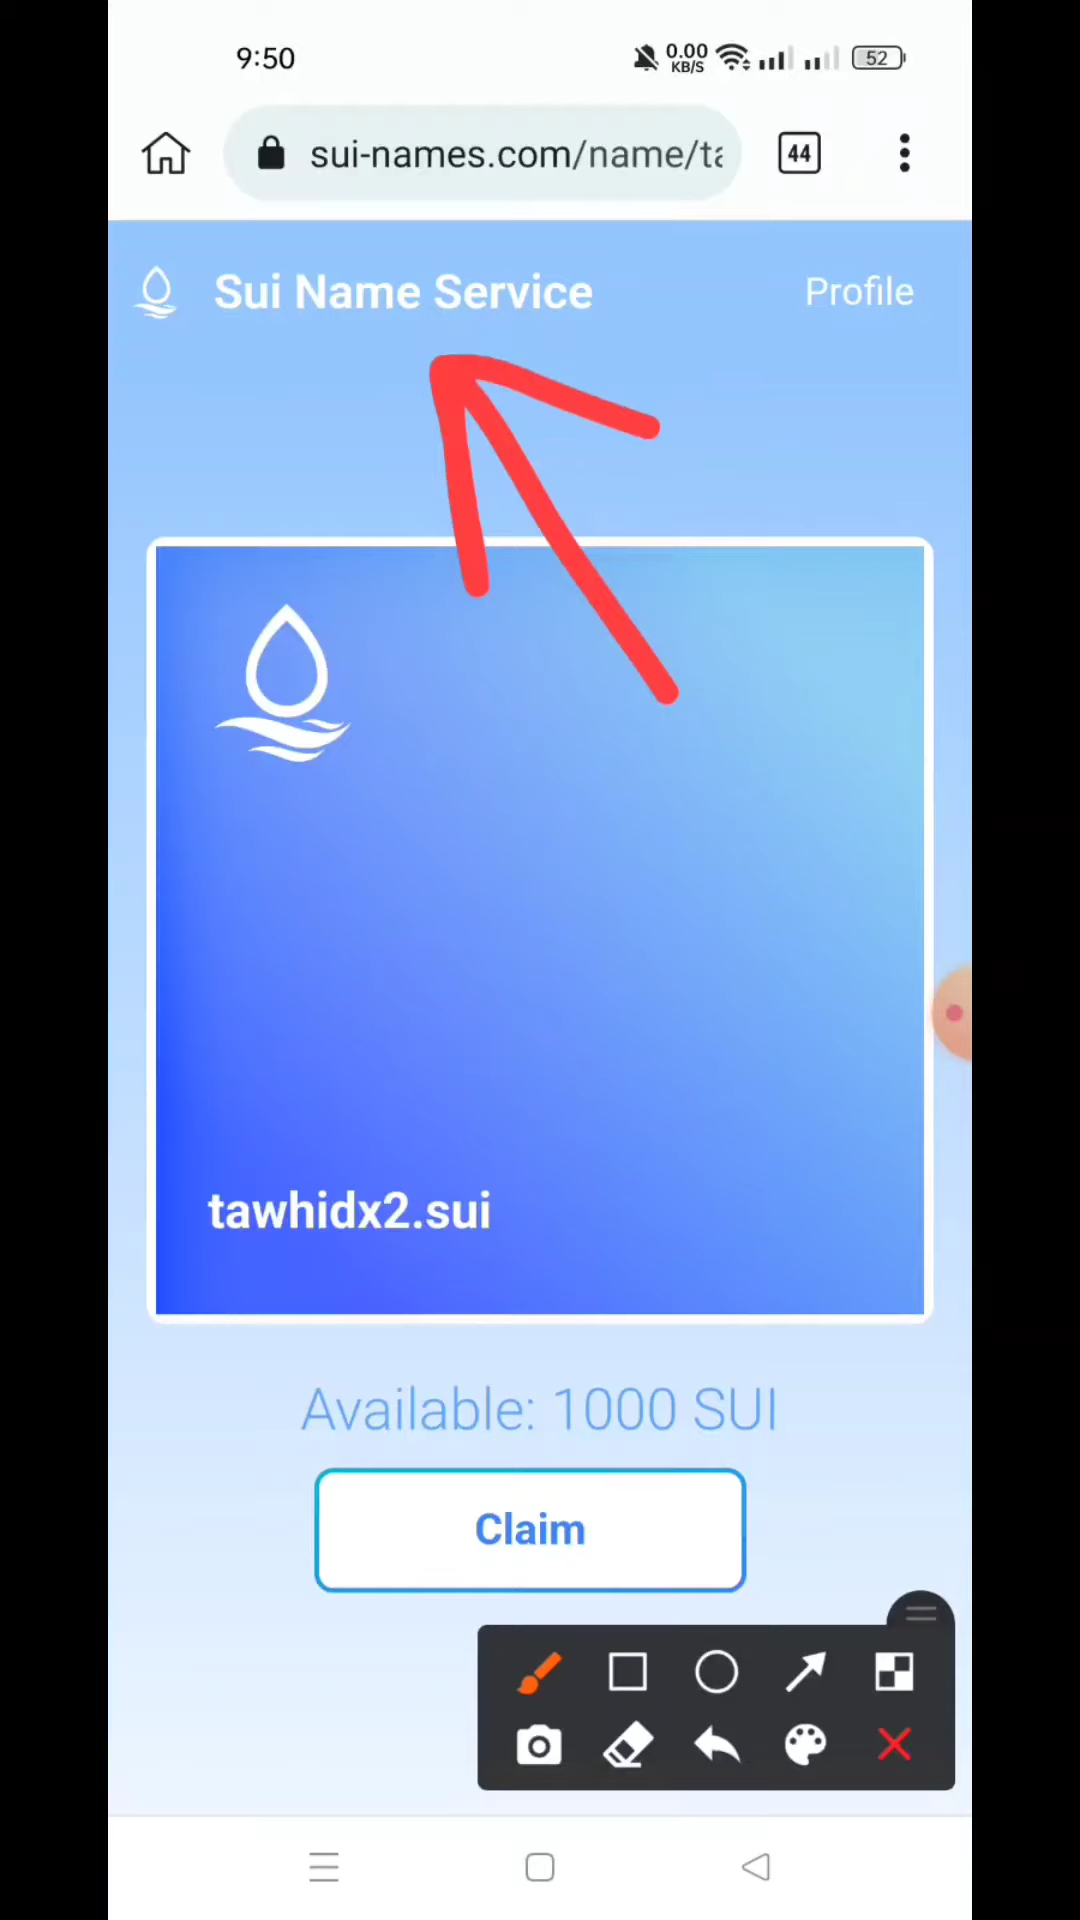 9:50
0.00
KB/S
52
sui-names.com/name/ta
44
Sui Name Service
Profile
tawhidx2.sui
Available: 1000 SUI
Claim